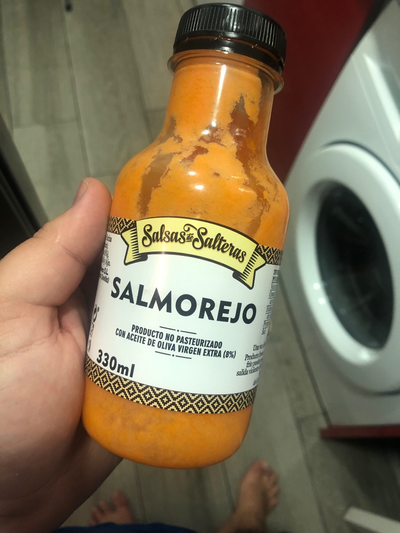 Salsas de Salteras
SALMOREJO
PRODUCTO NO PASTEURIZADO
CON ACEITE DE OLIVA VIRGEN EXTRA (8%)
330ml